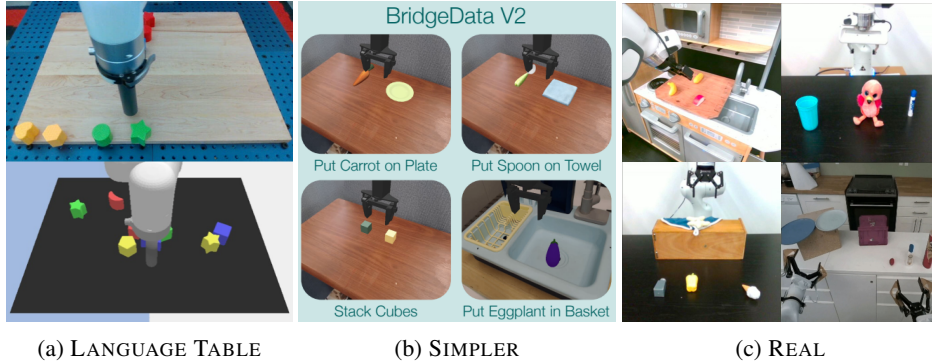 BridgeData V2
Put Carrot on Plate
Put Spoon on Towel
Stack Cubes
Put Eggplant in Basket
(a) LANGUAGE TABLE
(b) SIMPLER
(c) REAL